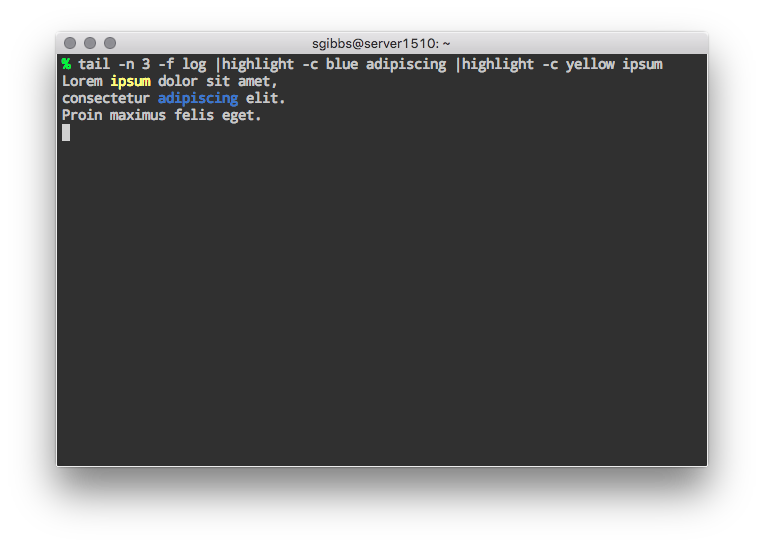 sgibbs@server1510: ~
% tail -n 3 -f log |highlight -c blue adipiscing |highlight -c yellow ipsum
Lorem ipsum dolor sit amet,
consectetur adipiscing elit.
Proin maximus felis eget.